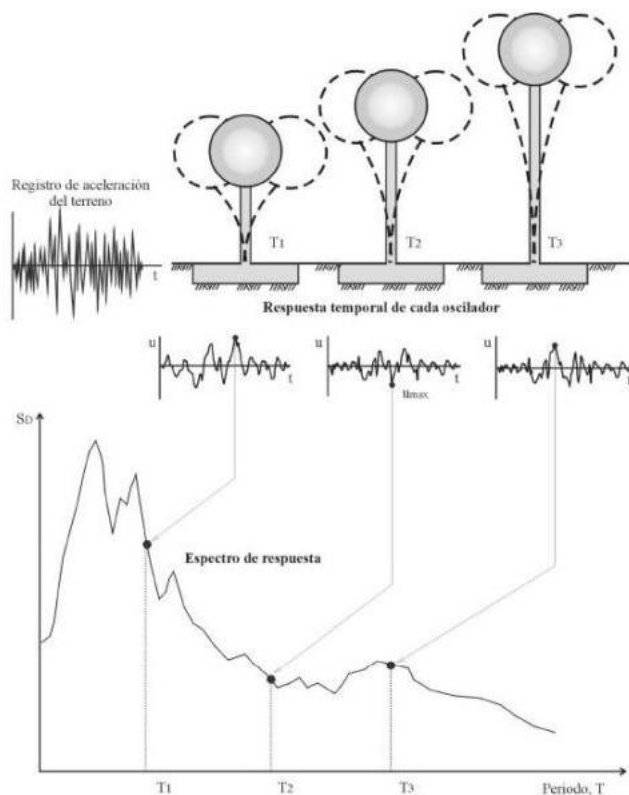 Registro de aceleración
del terreno
t
T1
T2
T3
Respuesta temporal de cada oscilador
u
t
u
t
umax
u
SD
Espectro de respuesta
T1
T2
T3
Periodo, T